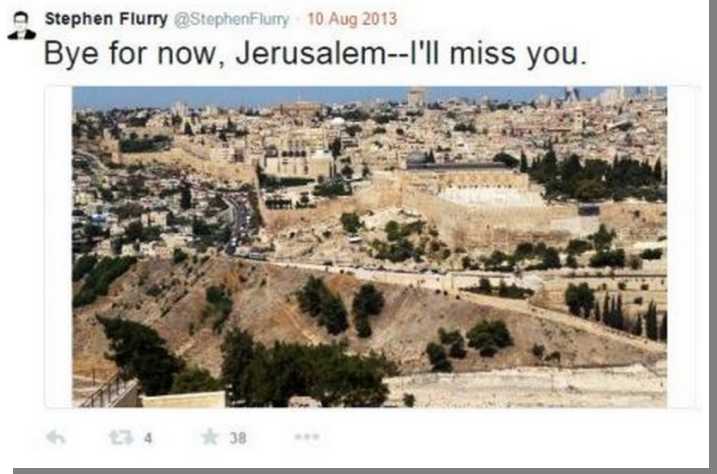 Stephen Flurry @StephenFlurry · 10 Aug 2013
Bye for now, Jerusalem--I'll miss you.
4 38